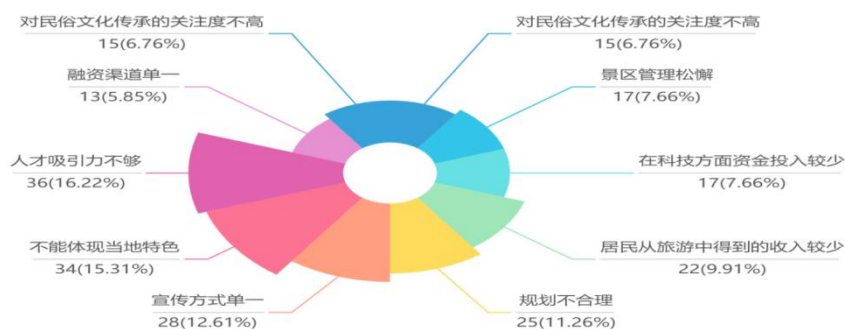 对民俗文化传承的关注度不高
15(6.76%)
对民俗文化传承的关注度不高
15(6.76%)
融资渠道单一
13(5.85%)
景区管理松懈
17(7.66%)
人才吸引力不够
36(16.22%)
在科技方面资金投入较少
17(7.66%)
不能体现当地特色
34(15.31%)
居民从旅游中得到的收入较少
22(9.91%)
宣传方式单一
28(12.61%)
规划不合理
25(11.26%)